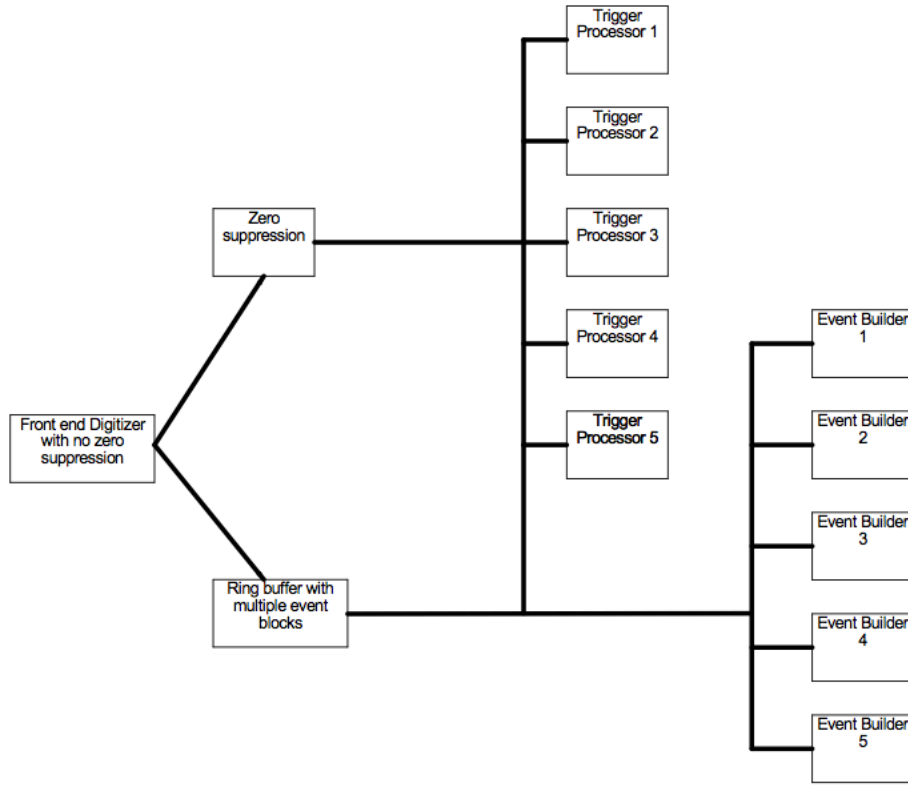 Trigger
Processor 1
Trigger
Processor 2
Zero
suppression
Trigger
Processor 3
Trigger
Processor 4
Event Builder
1
Front end Digitizer
with no zero
suppression
Trigger
Processor 5
Event Builder
2
Event Builder
3
Ring buffer with
multiple event
blocks
Event Builder
4
Event Builder
5